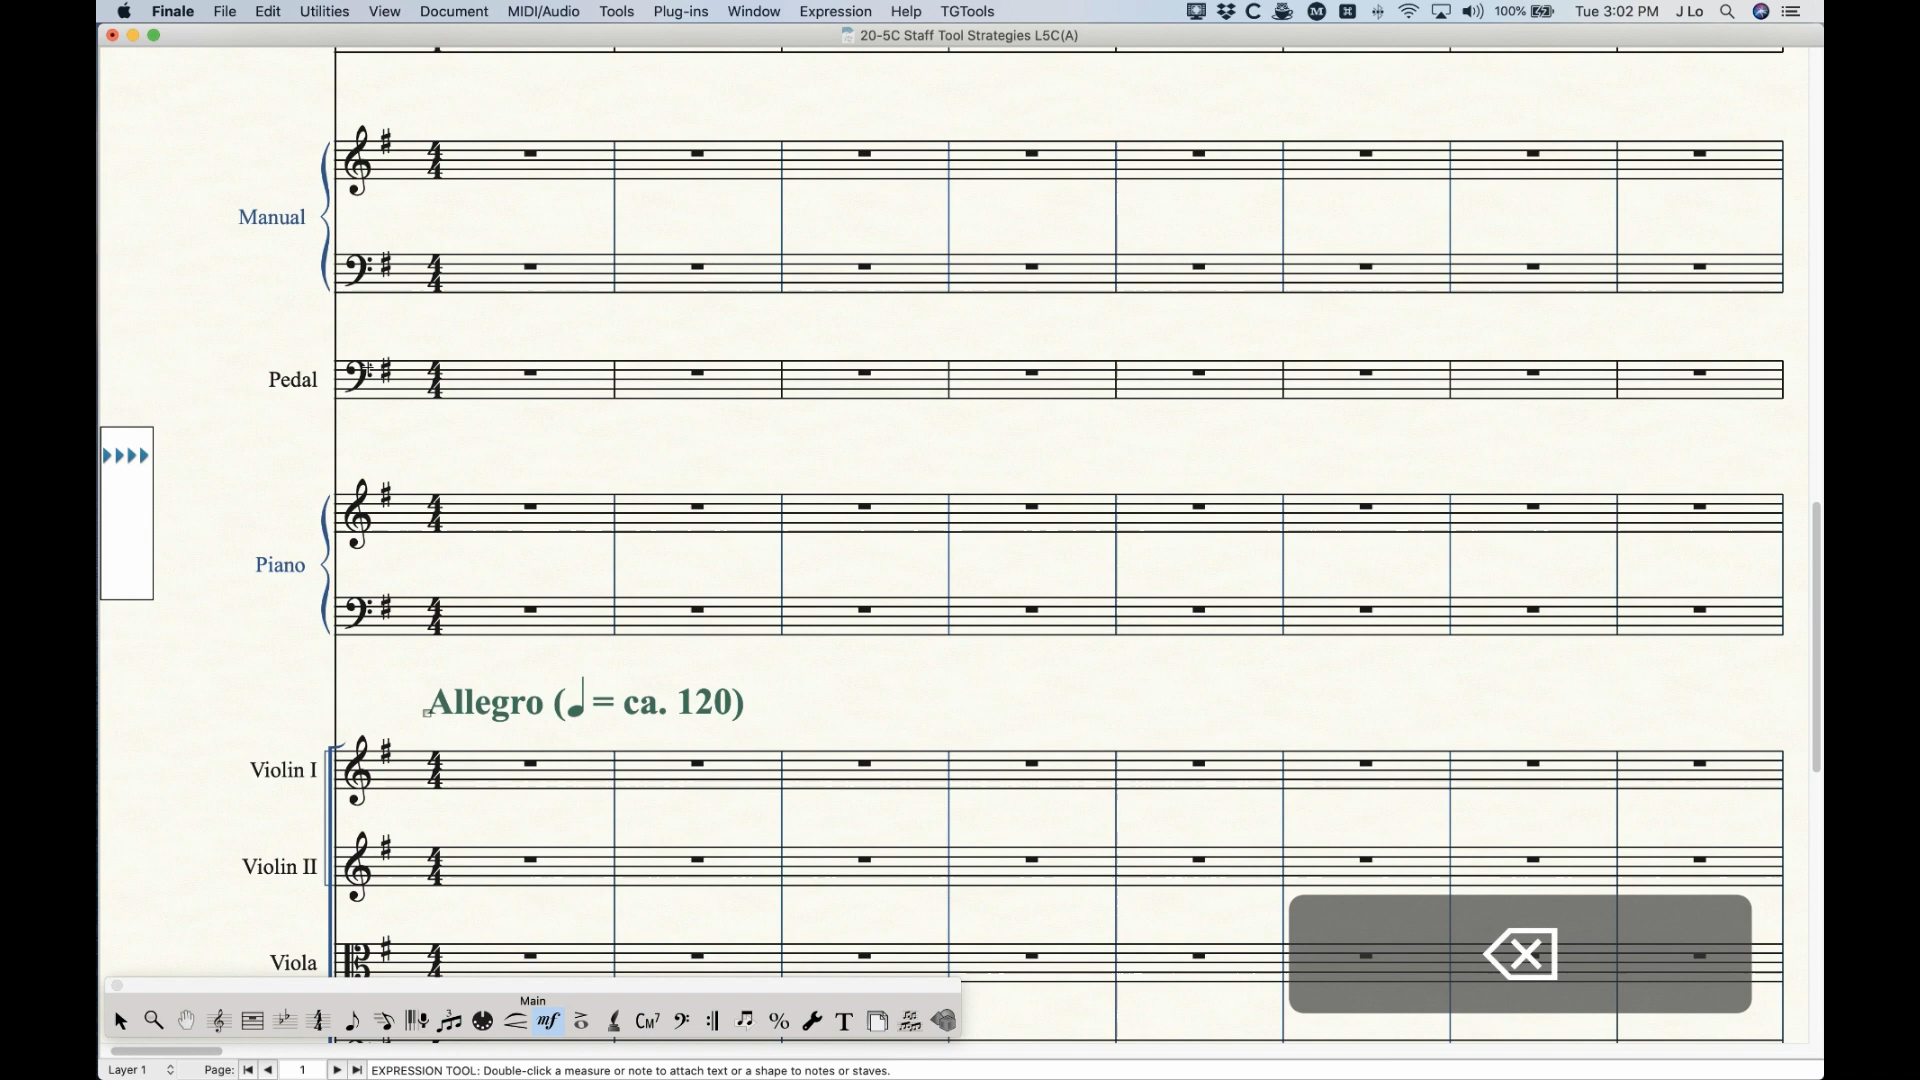 Finale File Edit Utilities View Document MIDI/Audio Tools Plug-ins Window Expression Help TGTools 100% Tue 3:02 PM J Lo
20-5C Staff Tool Strategies L5C(A)
Manual
Pedal
Piano
Allegro (♩ = ca. 120)
Violin I
Violin II
Viola
Main
mf CM7 % T
Layer 1 Page: 1 EXPRESSION TOOL: Double-click a measure or note to attach text or a shape to notes or staves.